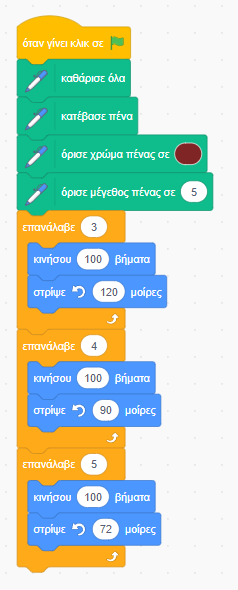 όταν γίνει κλικ σε
καθάρισε όλα
κατέβασε πένα
όρισε χρώμα πένας σε
όρισε μέγεθος πένας σε 5
επανάλαβε 3
κινήσου 100 βήματα
στρίψε 120 μοίρες
επανάλαβε 4
κινήσου 100 βήματα
στρίψε 90 μοίρες
επανάλαβε 5
κινήσου 100 βήματα
στρίψε 72 μοίρες